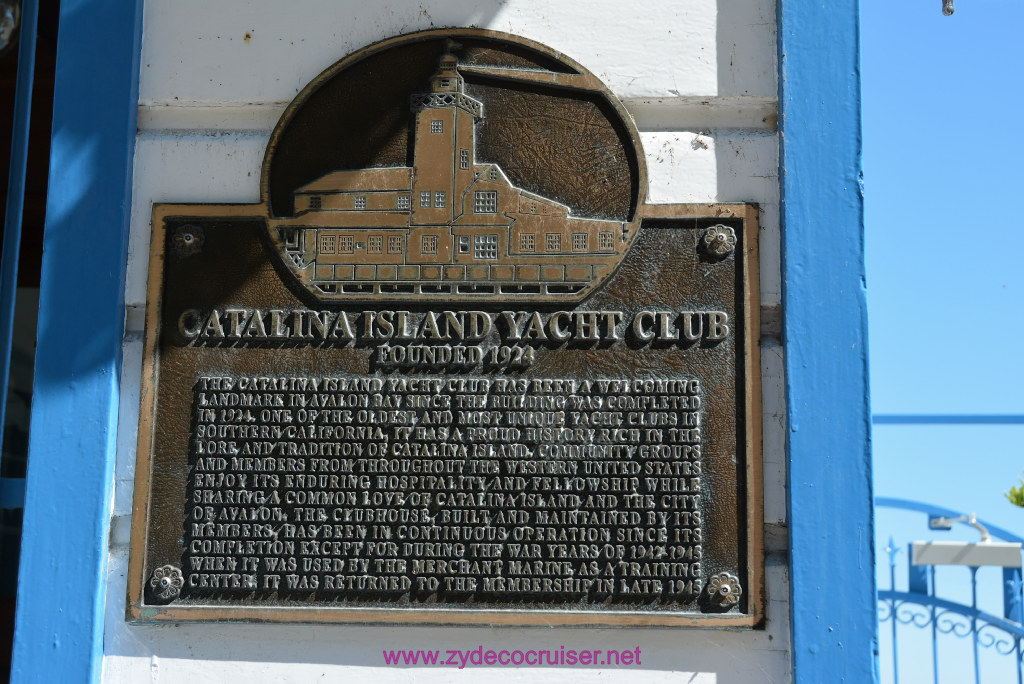 CATALINA ISLAND YACHT CLUB
FOUNDED 1924
THE CATALINA ISLAND YACHT CLUB HAS BEEN A WELCOMING
LANDMARK IN AVALON BAY SINCE THE BUILDING WAS COMPLETED
IN 1924. ONE OF THE OLDEST AND MOST UNIQUE YACHT CLUBS IN
SOUTHERN CALIFORNIA, IT HAS A PROUD HISTORY RICH IN THE
LORE AND TRADITION OF CATALINA ISLAND. COMMUNITY GROUPS
AND MEMBERS FROM THROUGHOUT THE WESTERN UNITED STATES
ENJOY ITS ENDURING HOSPITALITY AND FELLOWSHIP WHILE
SHARING A COMMON LOVE OF CATALINA ISLAND AND THE CITY
OF AVALON. THE CLUBHOUSE, BUILT AND MAINTAINED BY ITS
MEMBERS, HAS BEEN IN CONTINUOUS OPERATION SINCE ITS
COMPLETION EXCEPT FOR DURING THE WAR YEARS OF 1942-1943
WHEN IT WAS USED BY THE MERCHANT MARINE AS A TRAINING
CENTER. IT WAS RETURNED TO THE MEMBERSHIP IN LATE 1943
www.zydecocruiser.net